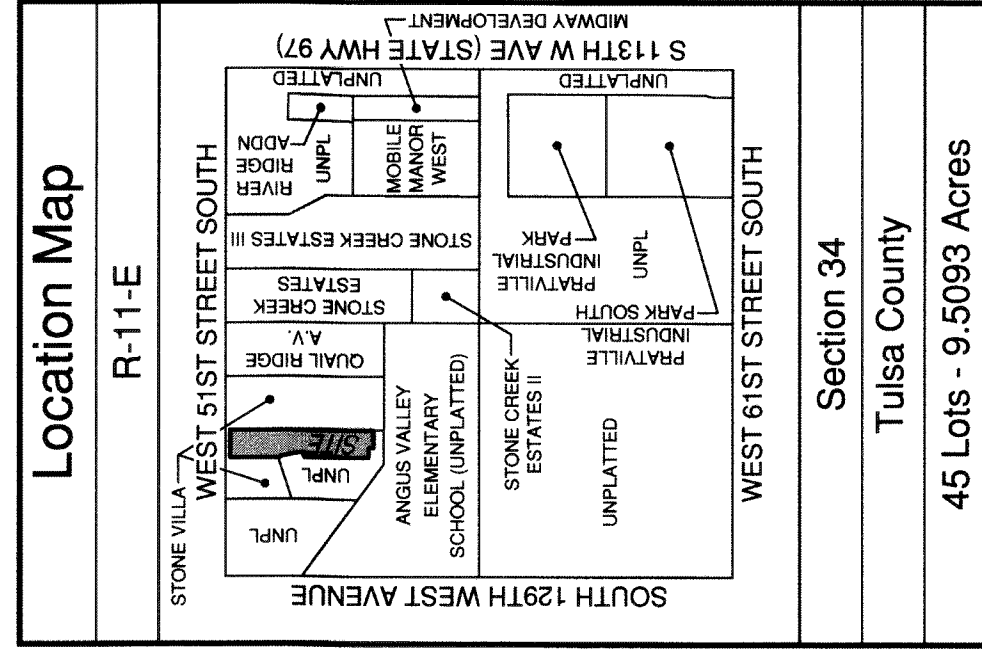 Location Map
R-11-E
WEST 51ST STREET SOUTH
STONE VILLA
UNPL
UNPL
SITE
QUAIL RIDGE
A.V.
STONE CREEK
ESTATES
STONE CREEK ESTATES III
RIVER
RIDGE
ADDN
UNPL
UNPLATTED
MOBILE
MANOR
WEST
MIDWAY DEVELOPMENT
S 113TH W AVE (STATE HWY 97)
SOUTH 129TH WEST AVENUE
ANGUS VALLEY
ELEMENTARY
SCHOOL (UNPLATTED)
STONE CREEK
ESTATES II
UNPLATTED
PRATVILLE
INDUSTRIAL
PARK
UNPL
PRATVILLE
INDUSTRIAL
PARK SOUTH
UNPLATTED
WEST 61ST STREET SOUTH
Section 34
Tulsa County
45 Lots - 9.5093 Acres